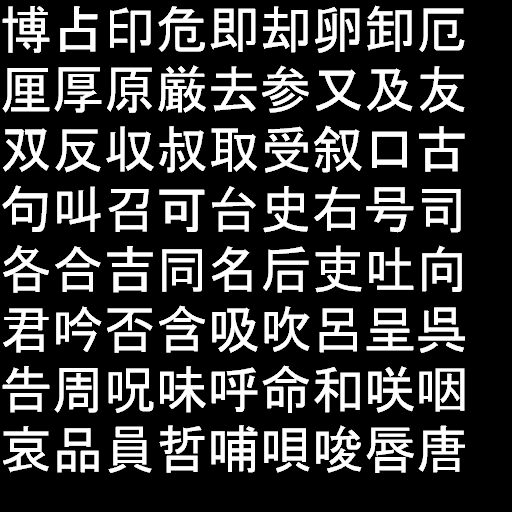 博占印危即却卵卸厄
厘厚原厳去参又及友
双反収叔取受叙口古
句叫召可台史右号司
各合吉同名后吏吐向
君吟否含吸吹呂呈呉
告周呪味呼命和咲咽
哀品員哲哺唄唆唇唐